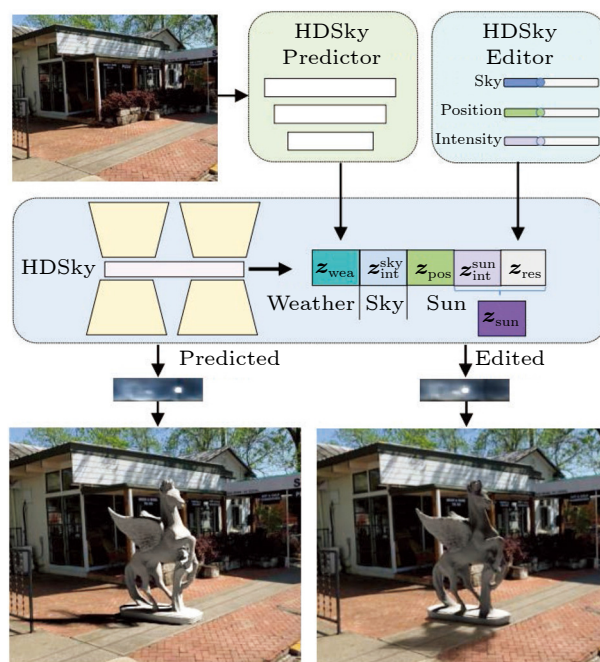 HDSky
Predictor
HDSky
Editor
Sky
Position
Intensity
HDSky
z_wea
z_int^sky
z_pos
z_int^sun
z_res
Weather
Sky
Sun
z_sun
Predicted
Edited